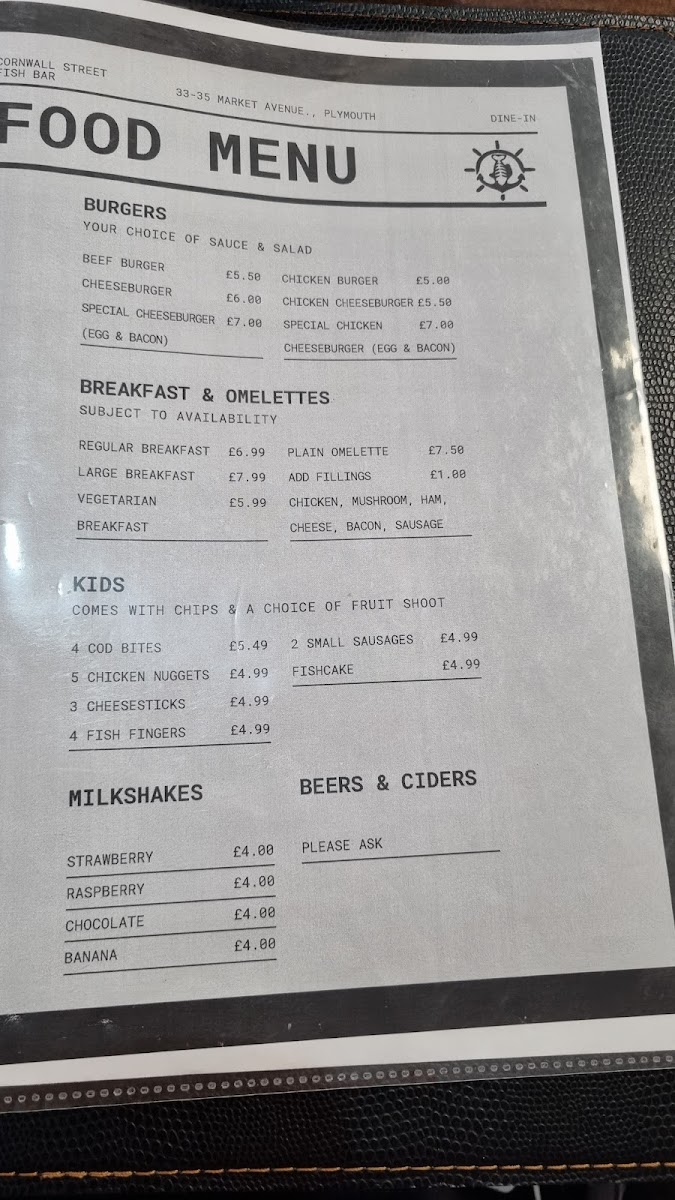 CORNWALL STREET
FISH BAR
33-35 MARKET AVENUE., PLYMOUTH
DINE-IN
FOOD MENU
BURGERS
YOUR CHOICE OF SAUCE & SALAD
BEEF BURGER £5.50
CHEESEBURGER £6.00
SPECIAL CHEESEBURGER £7.00
(EGG & BACON)
CHICKEN BURGER £5.00
CHICKEN CHEESEBURGER £5.50
SPECIAL CHICKEN £7.00
CHEESEBURGER (EGG & BACON)
BREAKFAST & OMELETTES
SUBJECT TO AVAILABILITY
REGULAR BREAKFAST £6.99
LARGE BREAKFAST £7.99
VEGETARIAN £5.99
BREAKFAST
PLAIN OMELETTE £7.50
ADD FILLINGS £1.00
CHICKEN, MUSHROOM, HAM,
CHEESE, BACON, SAUSAGE
KIDS
COMES WITH CHIPS & A CHOICE OF FRUIT SHOOT
4 COD BITES £5.49
5 CHICKEN NUGGETS £4.99
3 CHEESESTICKS £4.99
4 FISH FINGERS £4.99
2 SMALL SAUSAGES £4.99
FISHCAKE £4.99
MILKSHAKES
STRAWBERRY £4.00
RASPBERRY £4.00
CHOCOLATE £4.00
BANANA £4.00
BEERS & CIDERS
PLEASE ASK